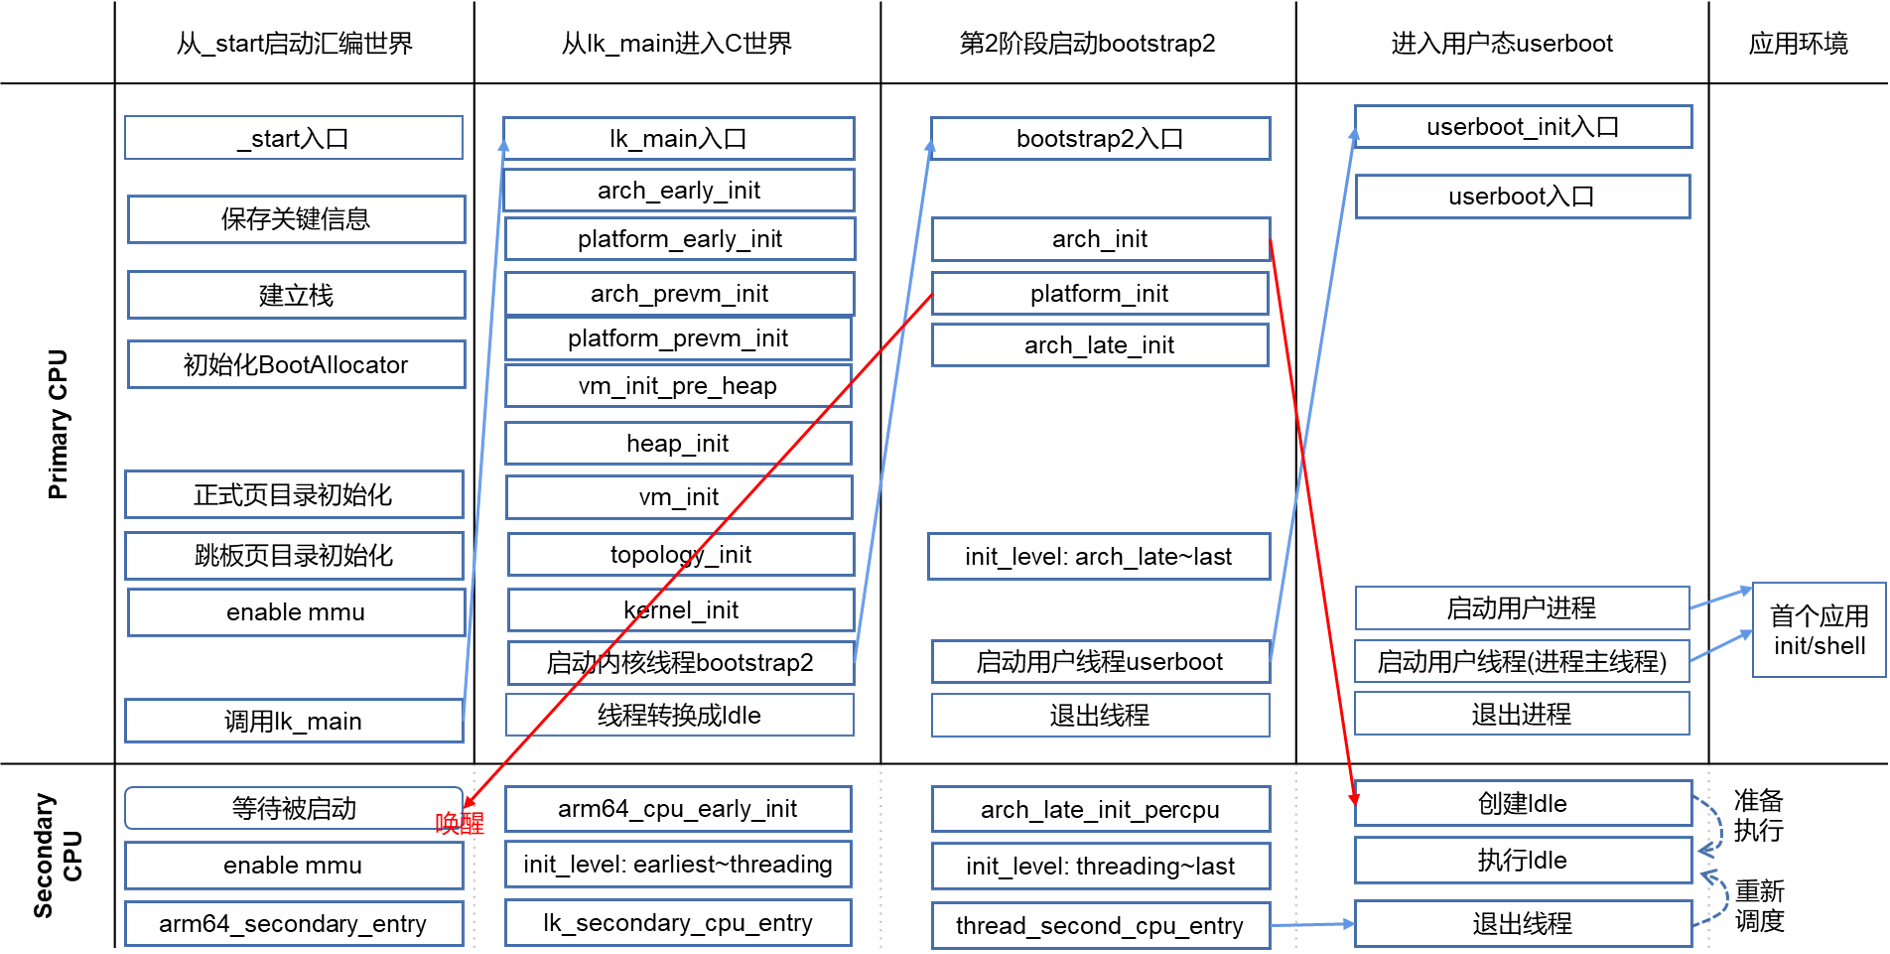 从_start启动汇编世界
从lk_main进入C世界
第2阶段启动bootstrap2
进入用户态userboot
应用环境
Primary CPU
_start入口
保存关键信息
建立栈
初始化BootAllocator
正式页目录初始化
跳板页目录初始化
enable mmu
调用lk_main
lk_main入口
arch_early_init
platform_early_init
arch_prevm_init
platform_prevm_init
vm_init_pre_heap
heap_init
vm_init
topology_init
kernel_init
启动内核线程bootstrap2
线程转换成Idle
bootstrap2入口
arch_init
platform_init
arch_late_init
init_level: arch_late~last
启动用户线程userboot
退出线程
userboot_init入口
userboot入口
启动用户进程
启动用户线程(进程主线程)
退出进程
首个应用
init/shell
Secondary
CPU
等待被启动
唤醒
enable mmu
arm64_secondary_entry
arm64_cpu_early_init
init_level: earliest~threading
lk_secondary_cpu_entry
arch_late_init_percpu
init_level: threading~last
thread_second_cpu_entry
创建Idle
执行Idle
退出线程
准备
执行
重新
调度